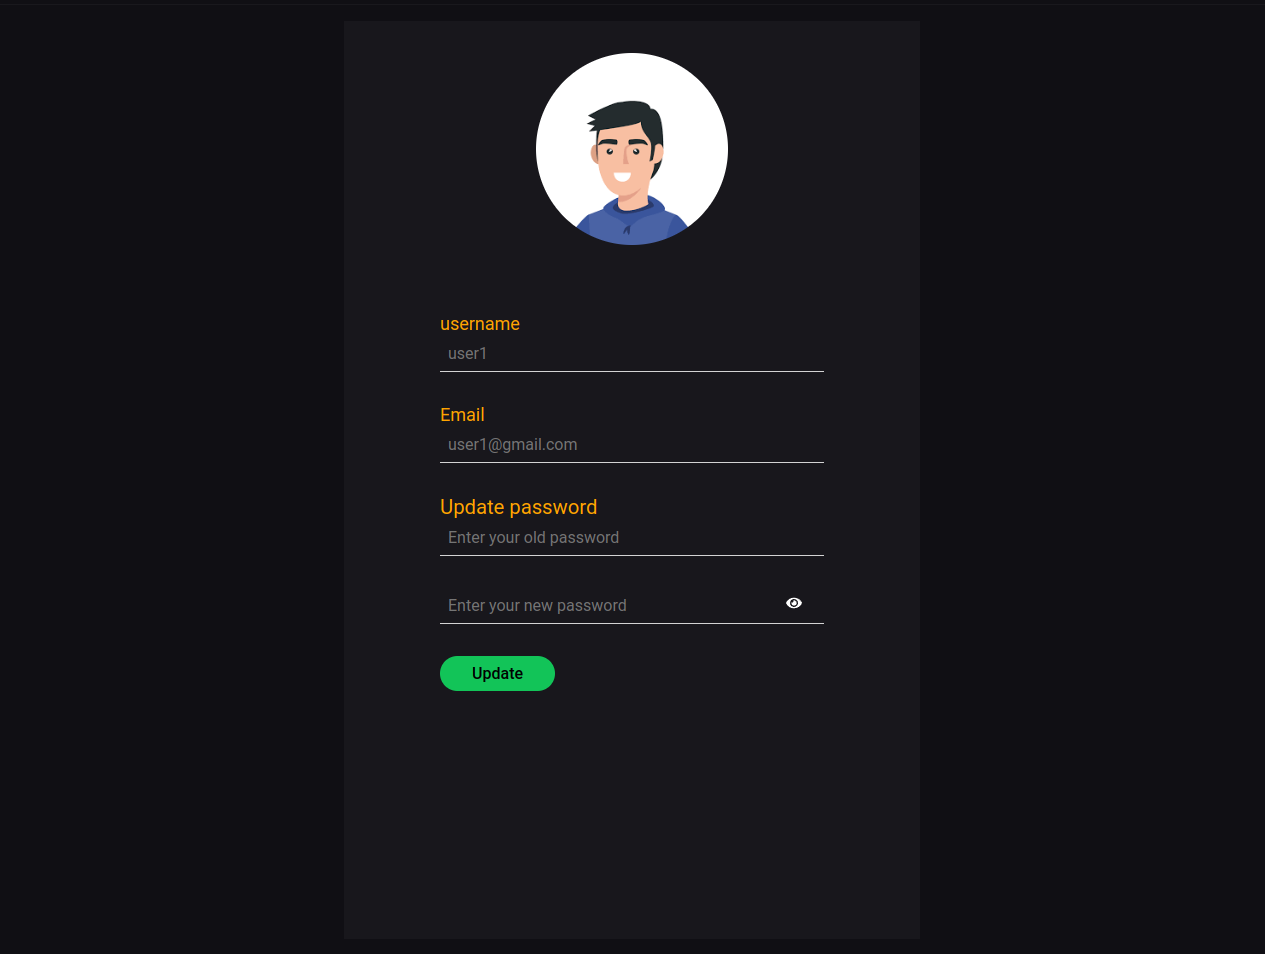 username
user1
Email
user1@gmail.com
Update password
Enter your old password
Enter your new password
Update